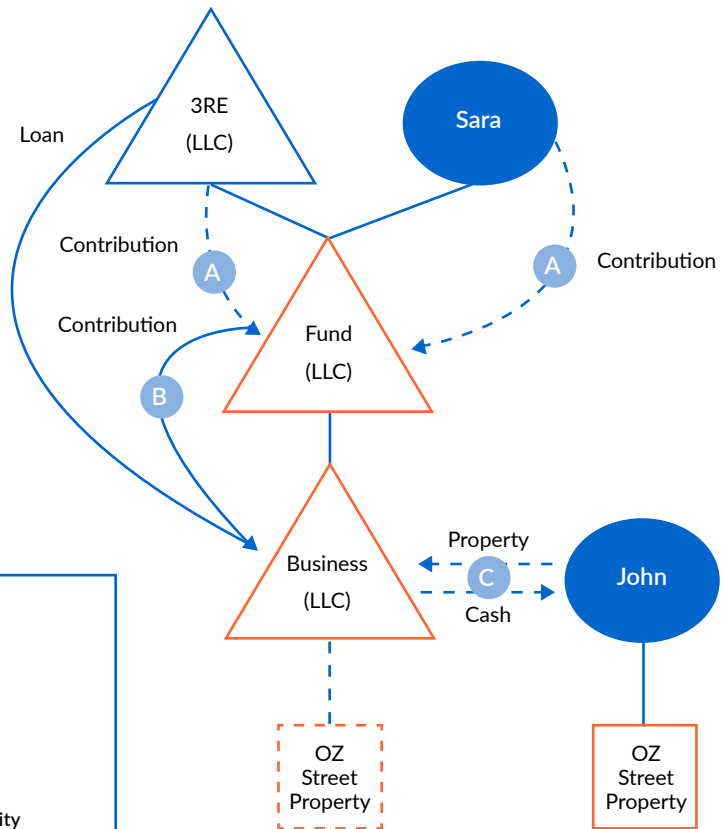 3RE
(LLC)
Sara
Loan
Contribution
A
A
Contribution
Contribution
Fund
(LLC)
B
Property
Business
(LLC)
C
John
Cash
OZ
Street
Property
OZ
Street
Property
ity